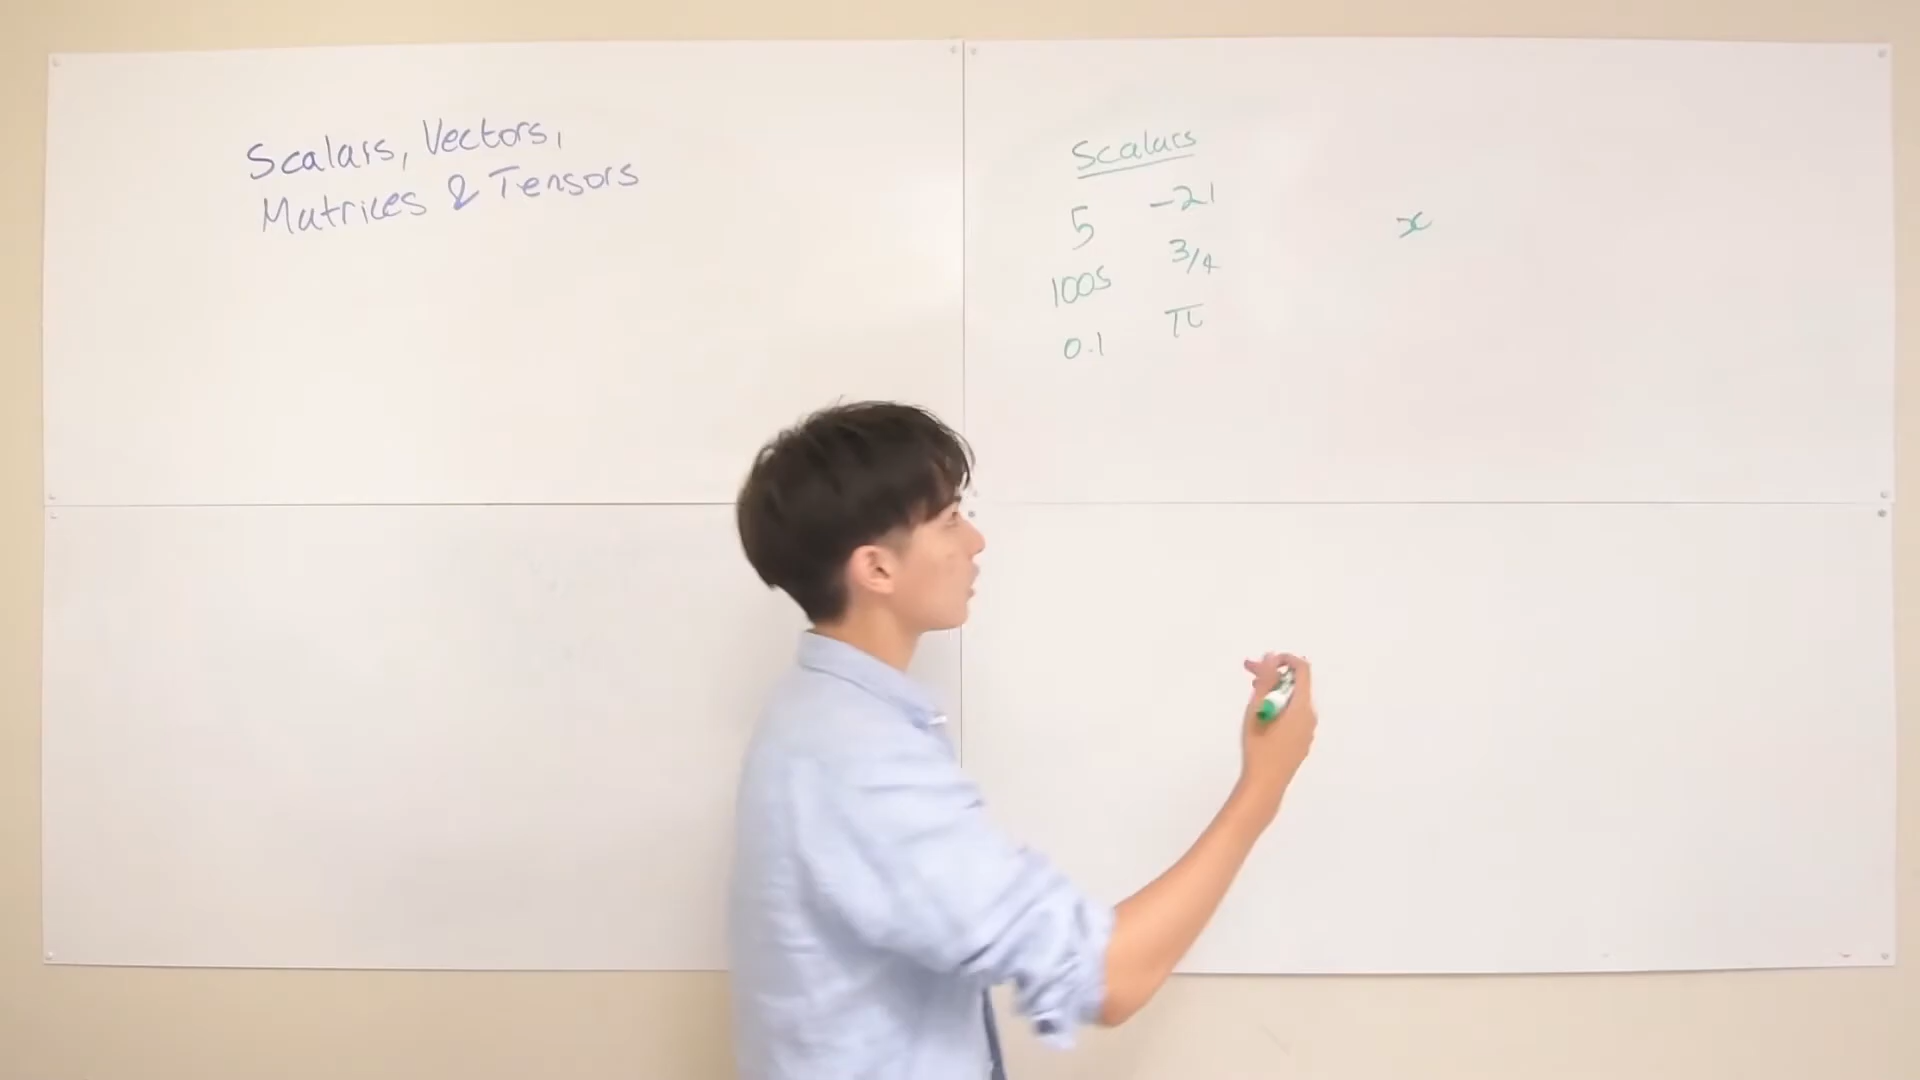 Scalars, Vectors,
Matrices & Tensors
Scalars
5
-21
1005
3/4
0.1
π
x